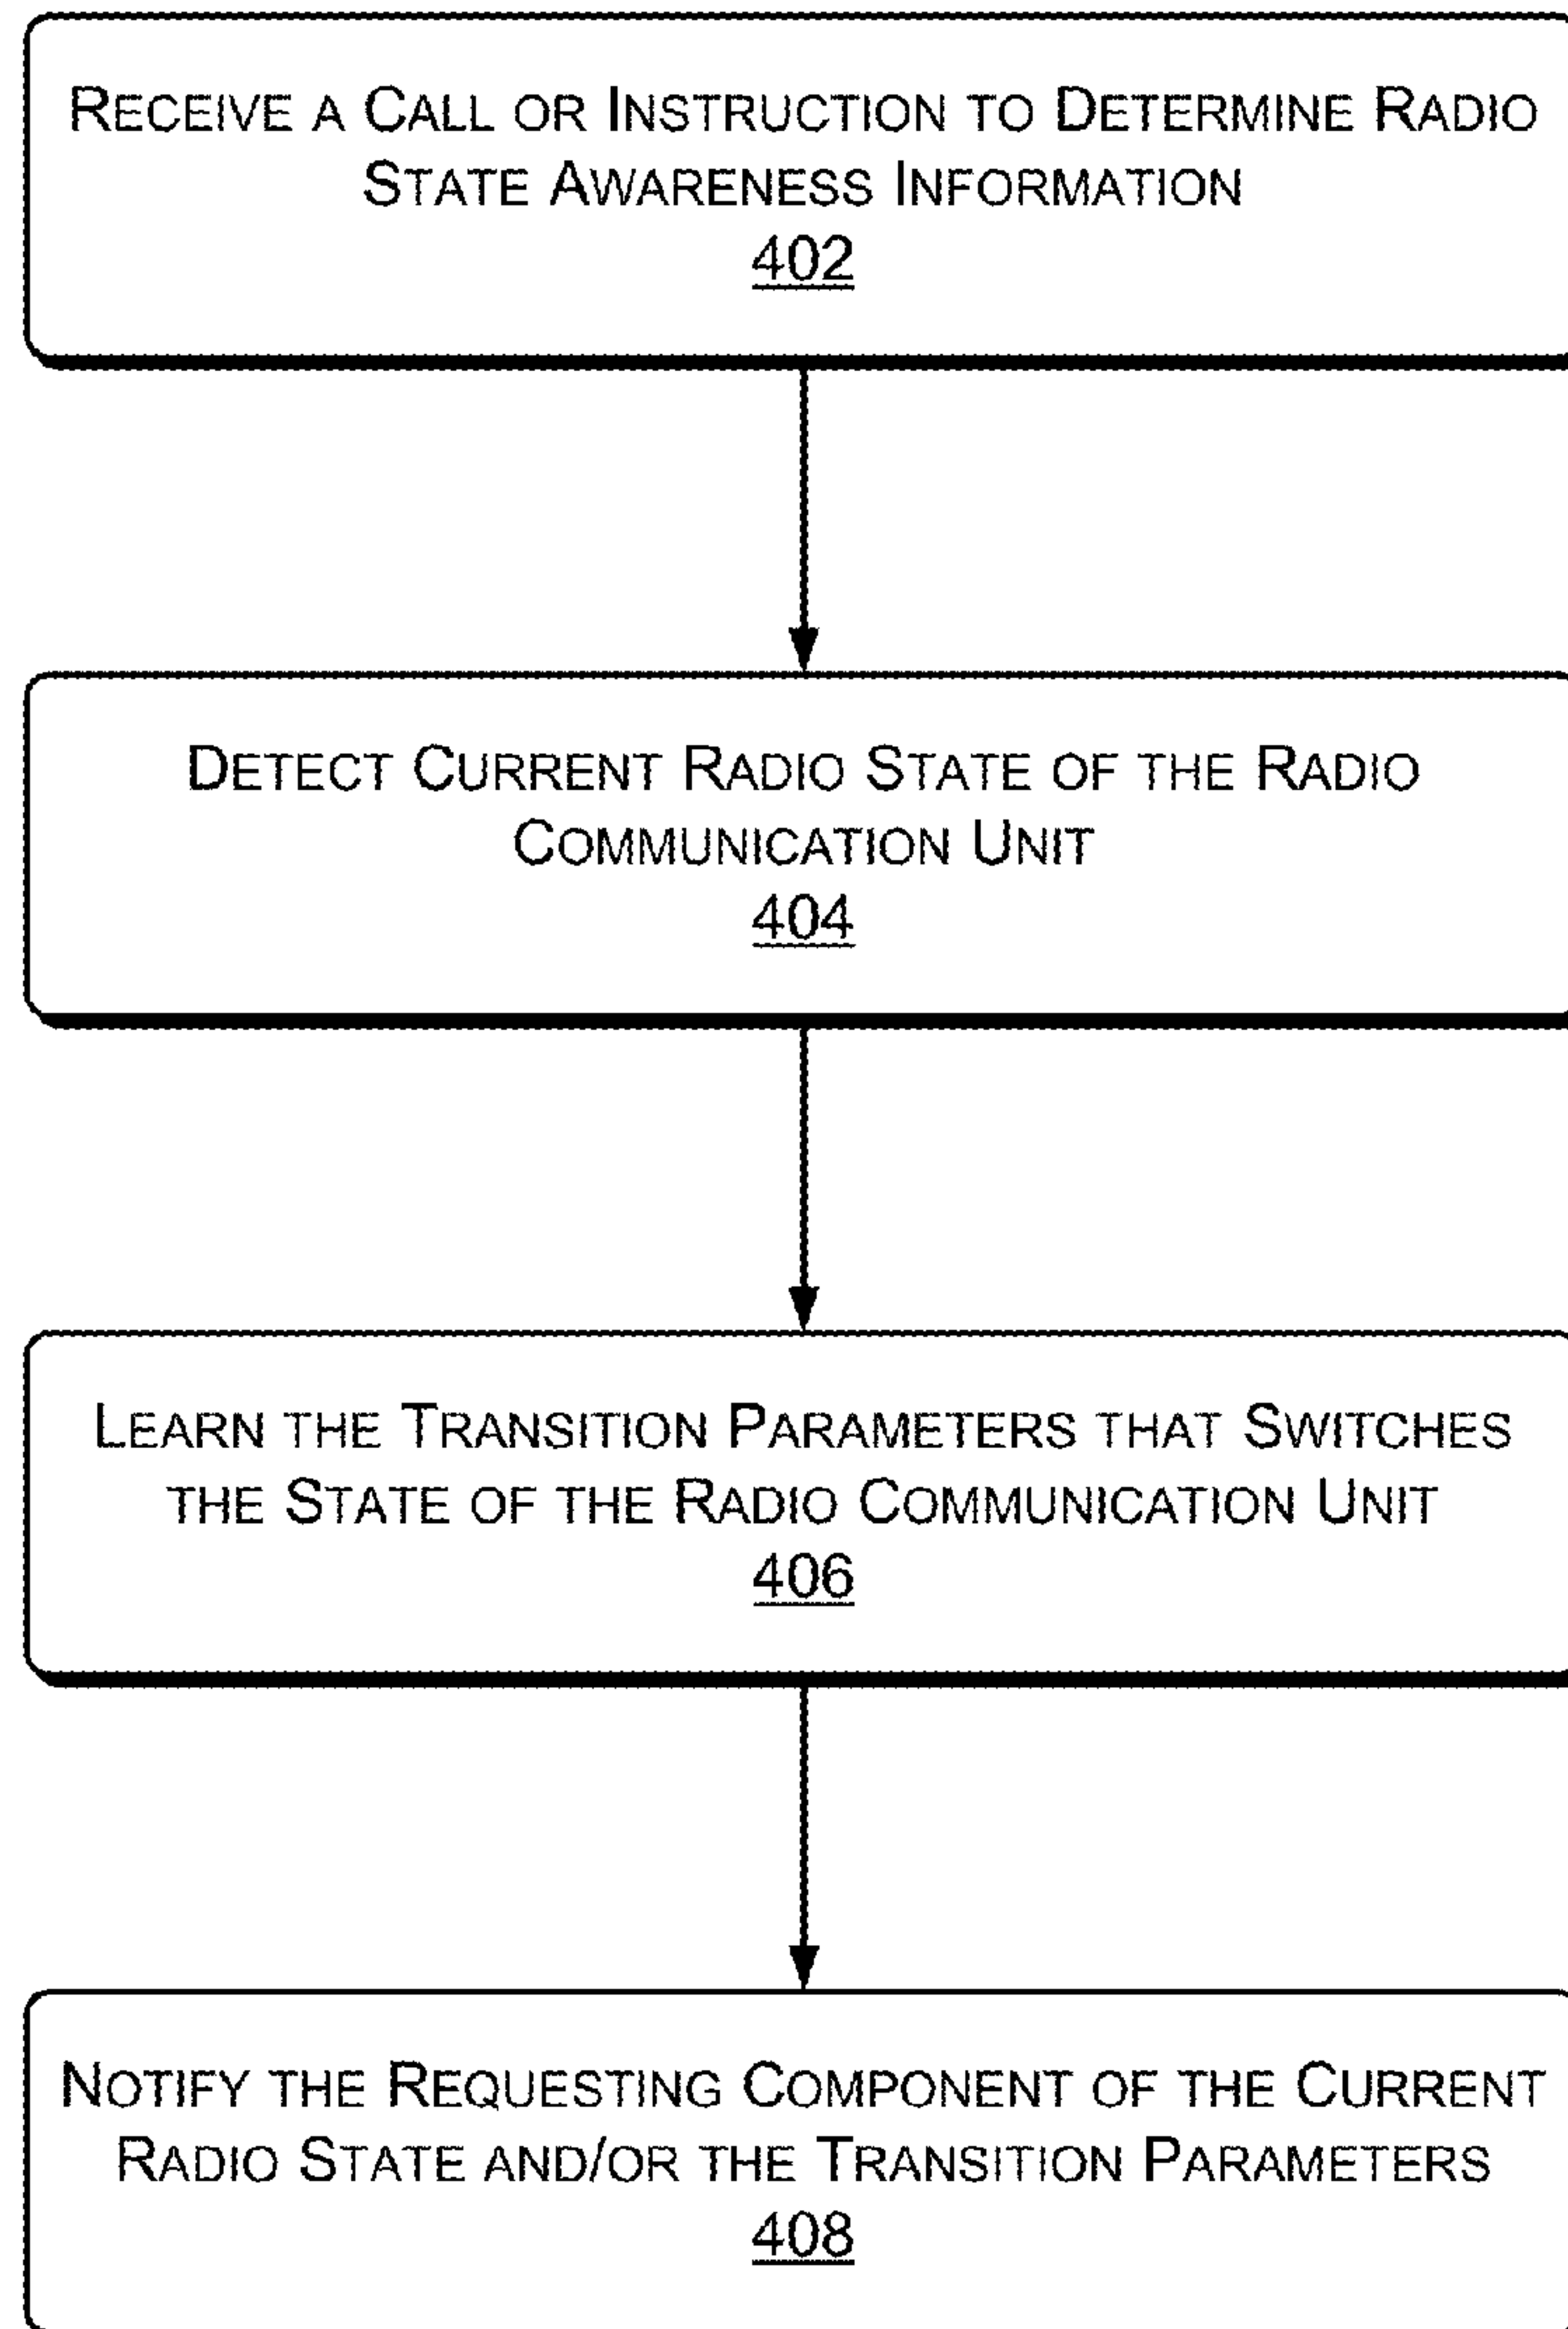 RECEIVE A CALL OR INSTRUCTION TO DETERMINE RADIO
STATE AWARENESS INFORMATION
402
DETECT CURRENT RADIO STATE OF THE RADIO
COMMUNICATION UNIT
404
LEARN THE TRANSITION PARAMETERS THAT SWITCHES
THE STATE OF THE RADIO COMMUNICATION UNIT
406
NOTIFY THE REQUESTING COMPONENT OF THE CURRENT
RADIO STATE AND/OR THE TRANSITION PARAMETERS
408